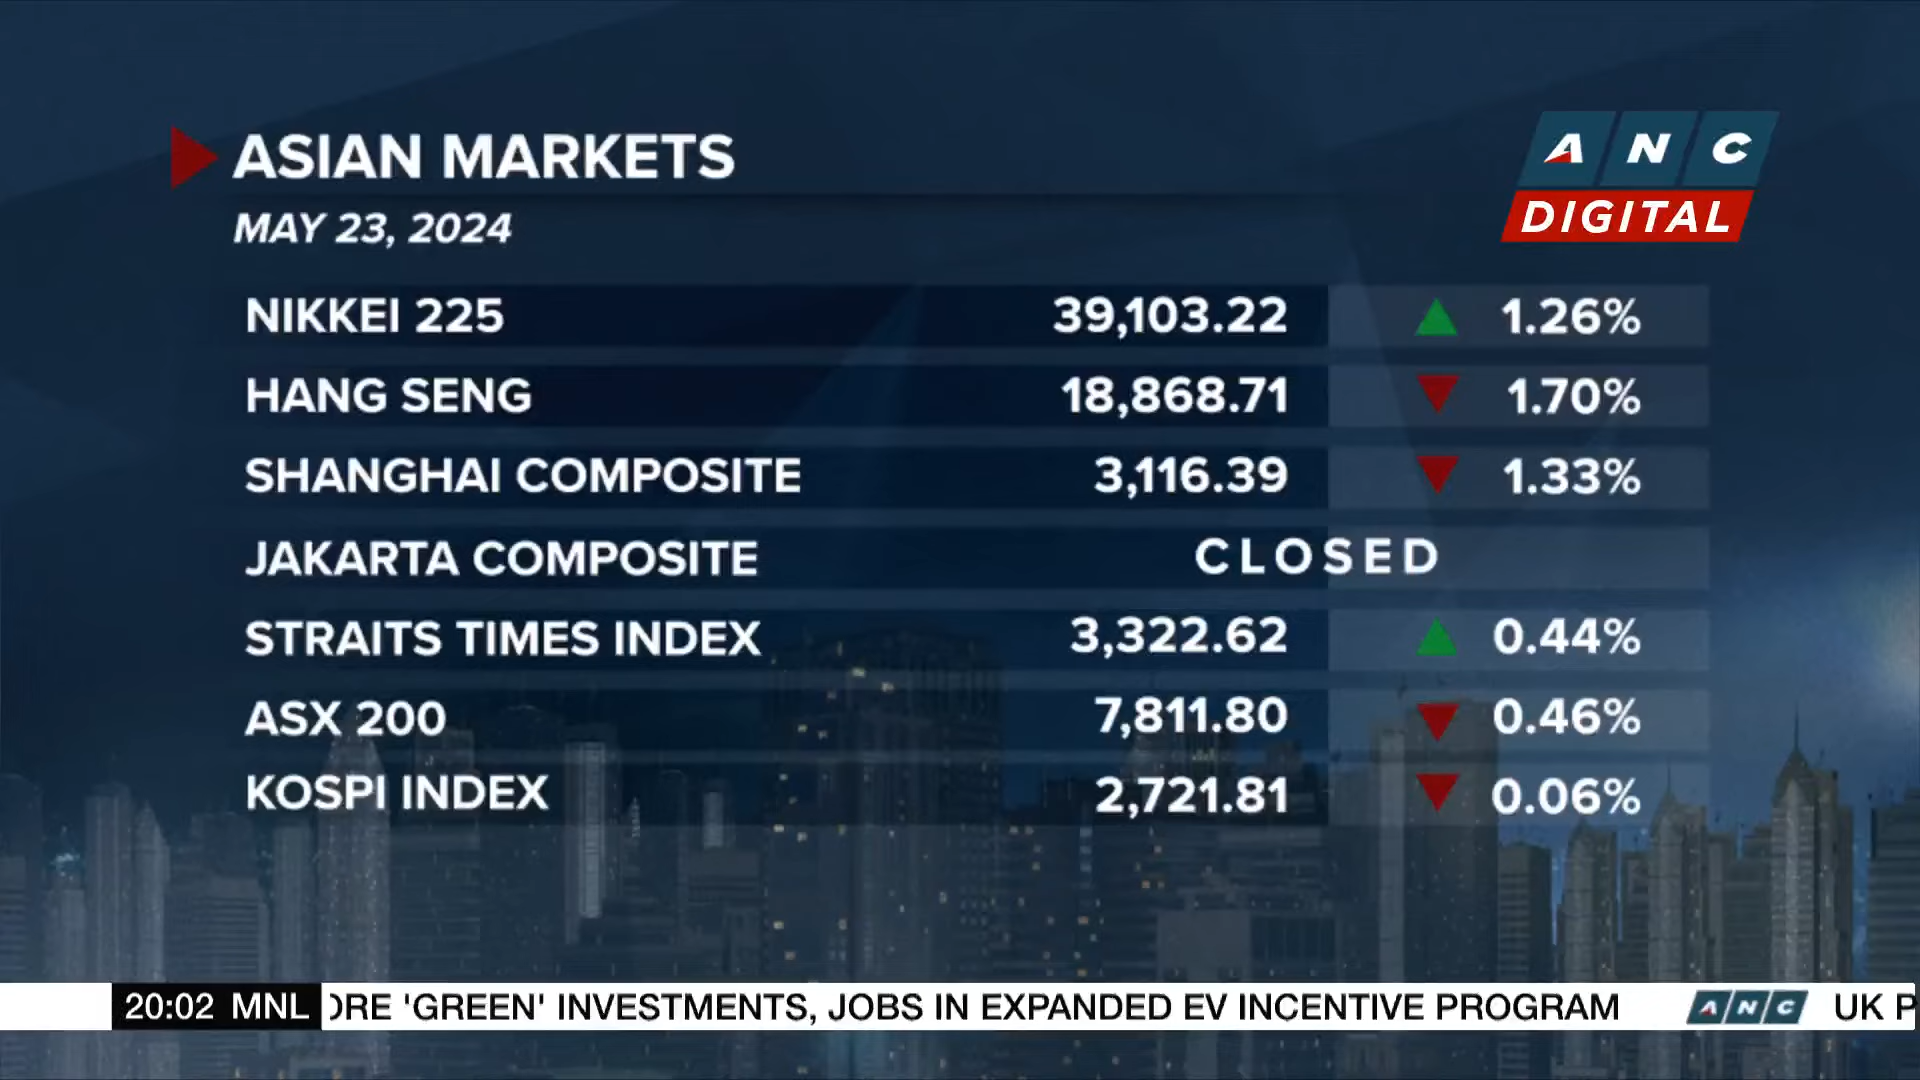 ASIAN MARKETS
MAY 23, 2024
ANC
DIGITAL
NIKKEI 225 39,103.22 1.26%
HANG SENG 18,868.71 1.70%
SHANGHAI COMPOSITE 3,116.39 1.33%
JAKARTA COMPOSITE CLOSED
STRAITS TIMES INDEX 3,322.62 0.44%
ASX 200 7,811.80 0.46%
KOSPI INDEX 2,721.81 0.06%
20:02 MNL 'GREEN' INVESTMENTS, JOBS IN EXPANDED EV INCENTIVE PROGRAM ANC UK